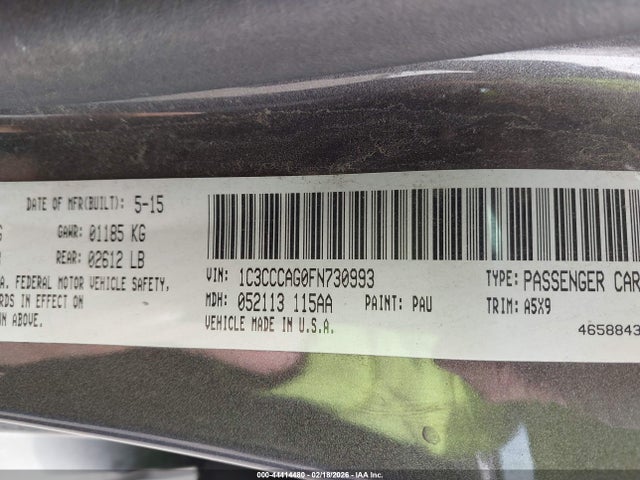 DATE OF MFR(BUILT): 5-15
GAWR: 01185 KG
REAR: 02612 LB
A. FEDERAL MOTOR VEHICLE SAFETY,
RDS IN EFFECT ON
N ABOVE.
VIN: 1C3CCCAG0FN730993
TYPE: PASSENGER CAR
MDH: 052113 115AA
PAINT: PAU
TRIM: A5X9
VEHICLE MADE IN U.S.A.
4658843
000-44414480 - 02/18/2026 - IAA Inc.